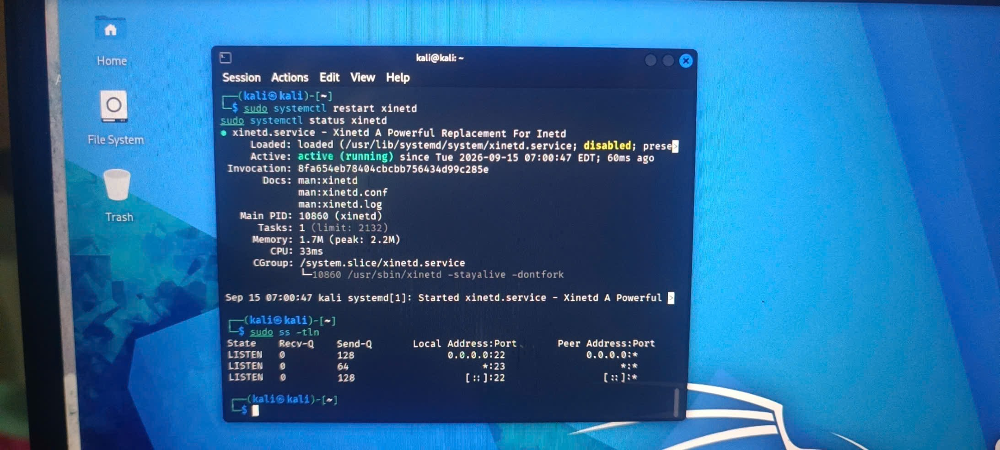 Home
File System
Trash
kali@kali: ~
Session Actions Edit View Help
┌──(kali㉿kali)-[~]
└─$ sudo systemctl restart xinetd
sudo systemctl status xinetd
● xinetd.service - Xinetd A Powerful Replacement For Inetd
Loaded: loaded (/usr/lib/systemd/system/xinetd.service; disabled; prese>
Active: active (running) since Tue 2026-09-15 07:00:47 EDT; 60ms ago
Invocation: 8fa654eb78404cbcbb756434d99c285e
Docs: man:xinetd
man:xinetd.conf
man:xinetd.log
Main PID: 10860 (xinetd)
Tasks: 1 (limit: 2132)
Memory: 1.7M (peak: 2.2M)
CPU: 33ms
CGroup: /system.slice/xinetd.service
└─10860 /usr/sbin/xinetd -stayalive -dontfork
Sep 15 07:00:47 kali systemd[1]: Started xinetd.service - Xinetd A Powerful >
┌──(kali㉿kali)-[~]
└─$ sudo ss -tln
State Recv-Q Send-Q Local Address:Port Peer Address:Port
LISTEN 0 128 0.0.0.0:22 0.0.0.0:*
LISTEN 0 64 *:23 *:*
LISTEN 0 128 [::]:22 [::]:*
┌──(kali㉿kali)-[~]
└─$